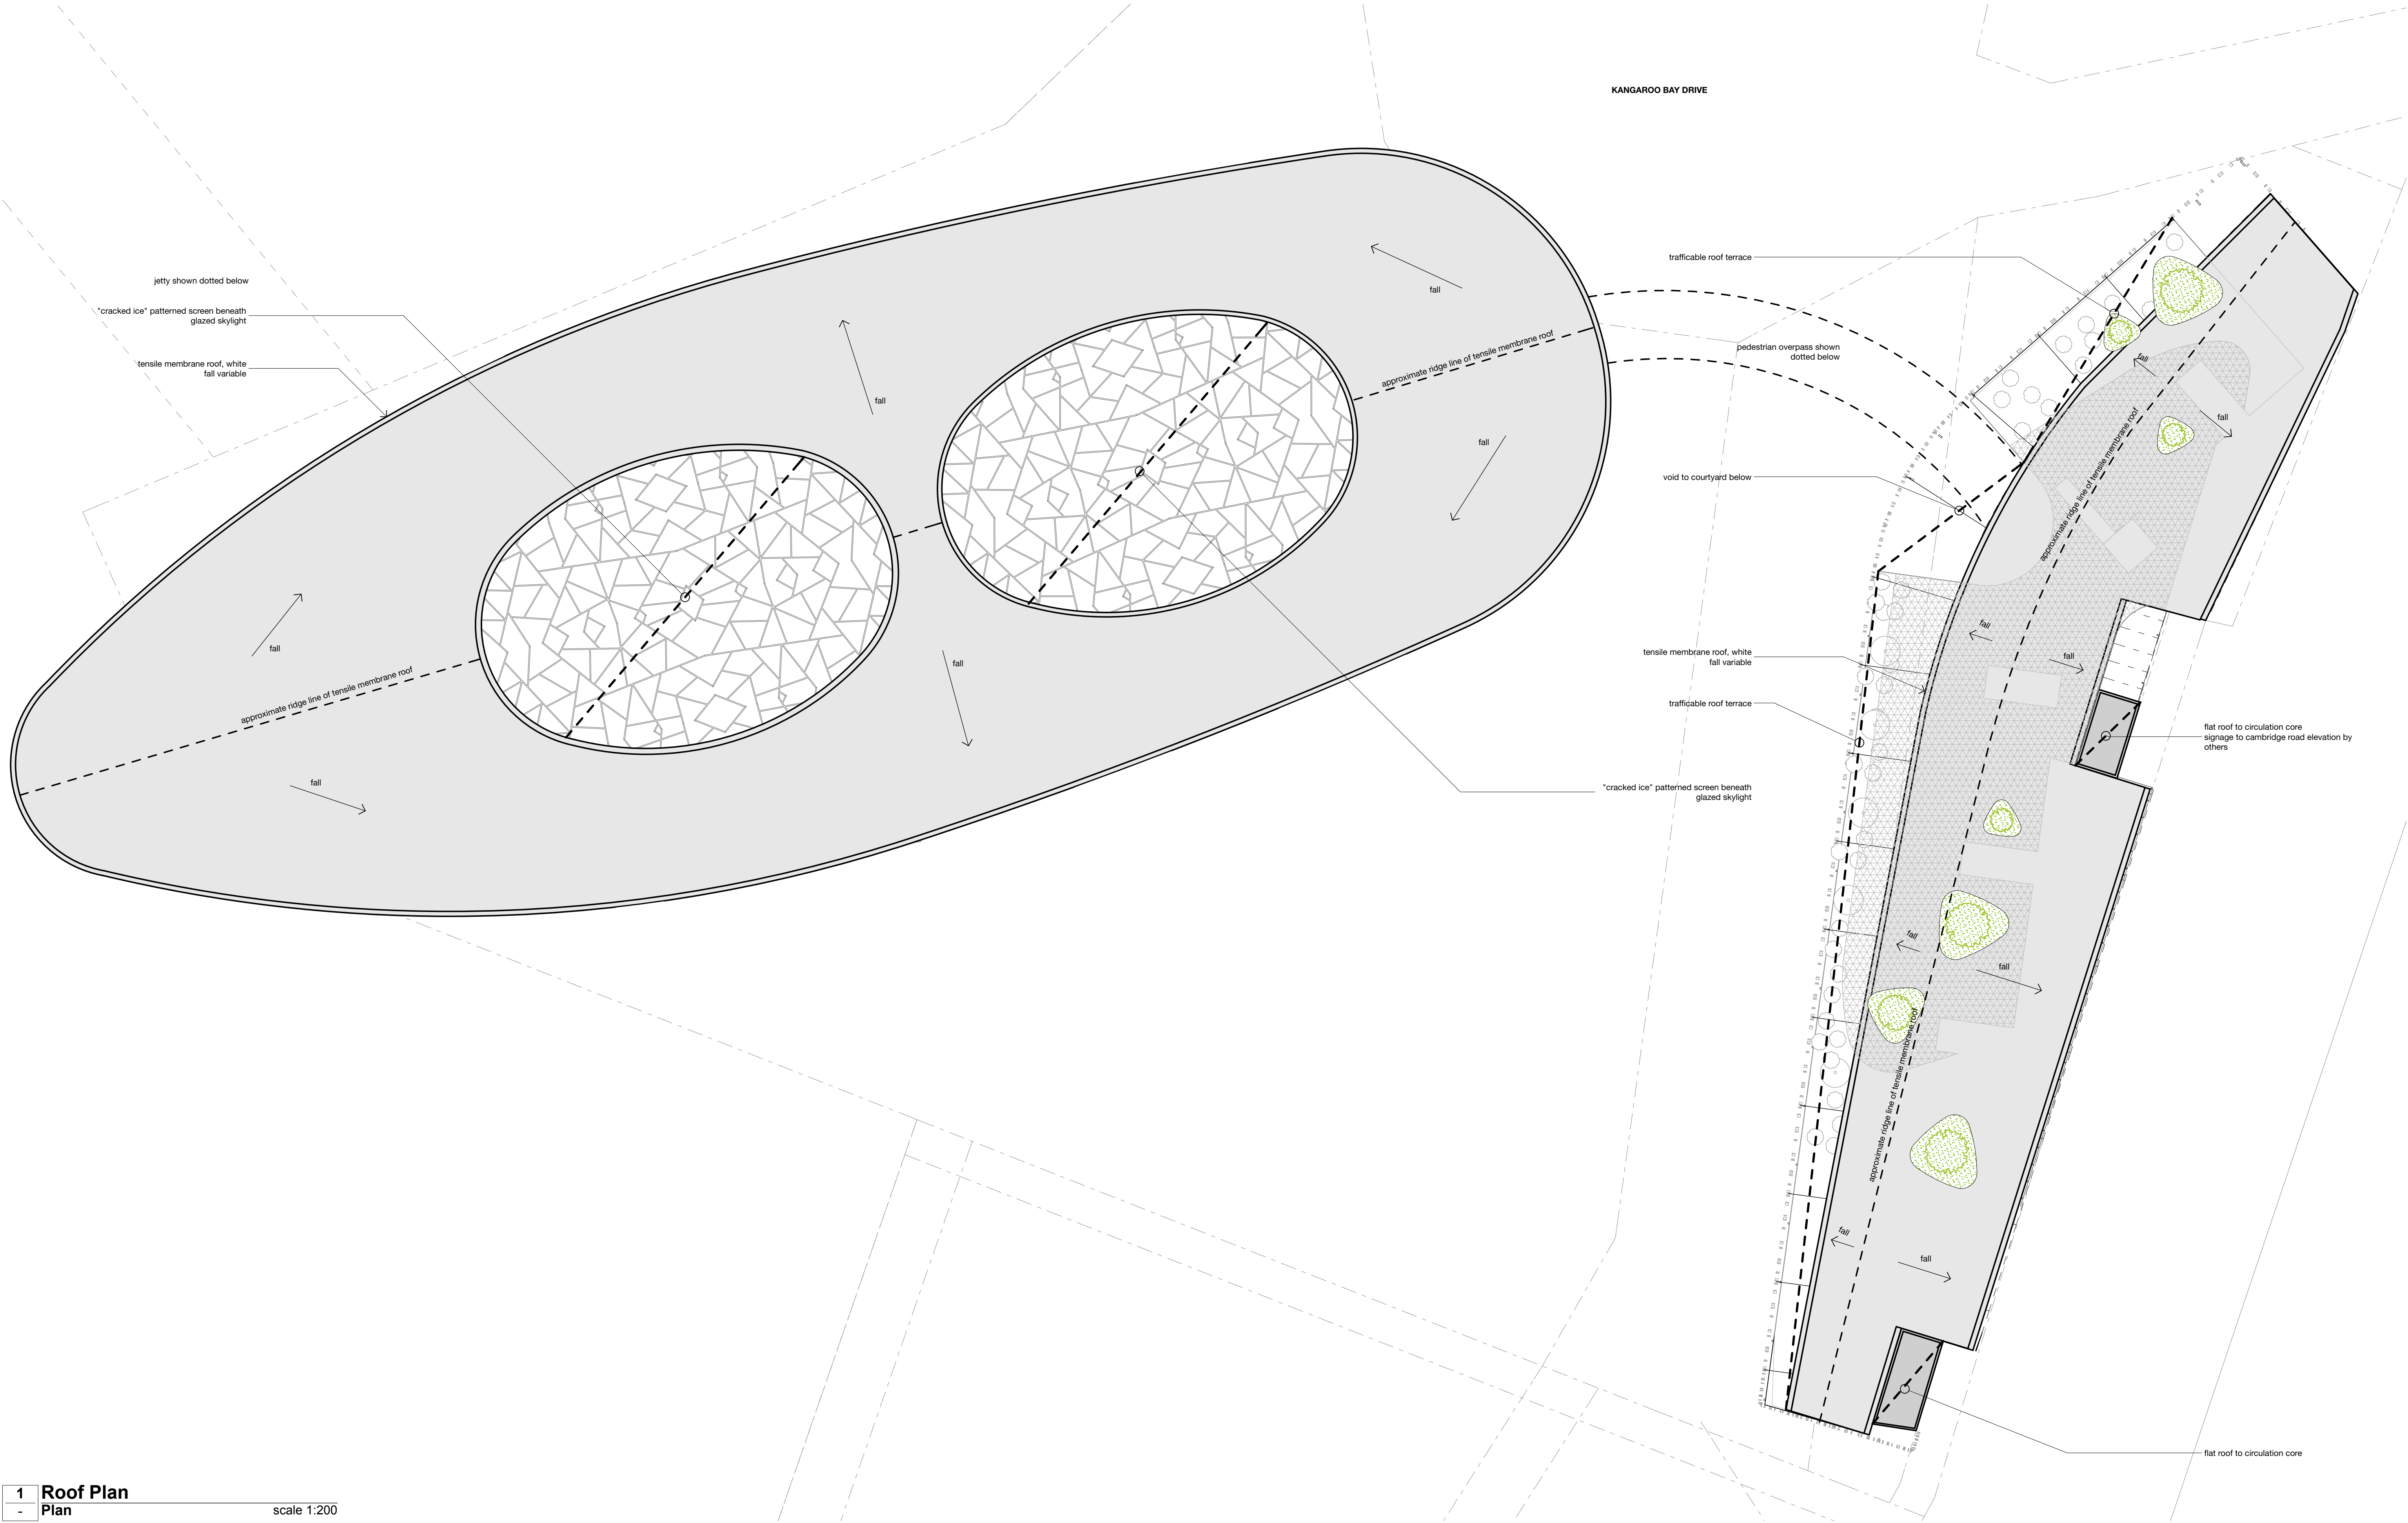 KANGAROO BAY DRIVE
jetty shown dotted below
"cracked ice" patterned screen beneath
glazed skylight
tensile membrane roof, white
fall variable
fall
fall
fall
fall
fall
fall
fall
approximate ridge line of tensile membrane roof
approximate ridge line of tensile membrane roof
trafficable roof terrace
pedestrian overpass shown
dotted below
void to courtyard below
tensile membrane roof, white
fall variable
trafficable roof terrace
"cracked ice" patterned screen beneath
glazed skylight
fall
fall
approximate ridge line of tensile membrane roof
fall
fall
flat roof to circulation core
signage to cambridge road elevation by
others
fall
fall
approximate ridge line of tensile membrane roof
fall
fall
flat roof to circulation core
1
-
Roof Plan
Plan
scale 1:200